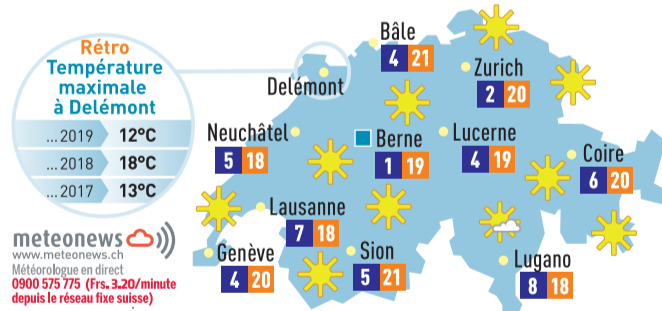 Rétro
Température
maximale
à Delémont
...2019 12°C
...2018 18°C
...2017 13°C
meteonews
www.meteonews.ch
Météorologue en direct
0900 575 775 (Frs. 3.20/minute
depuis le réseau fixe suisse)
Bâle
4 21
Delémont
Zurich
2 20
Neuchâtel
5 18
Berne
1 19
Lucerne
4 19
Coire
6 20
Lausanne
7 18
Genève
4 20
Sion
5 21
Lugano
8 18